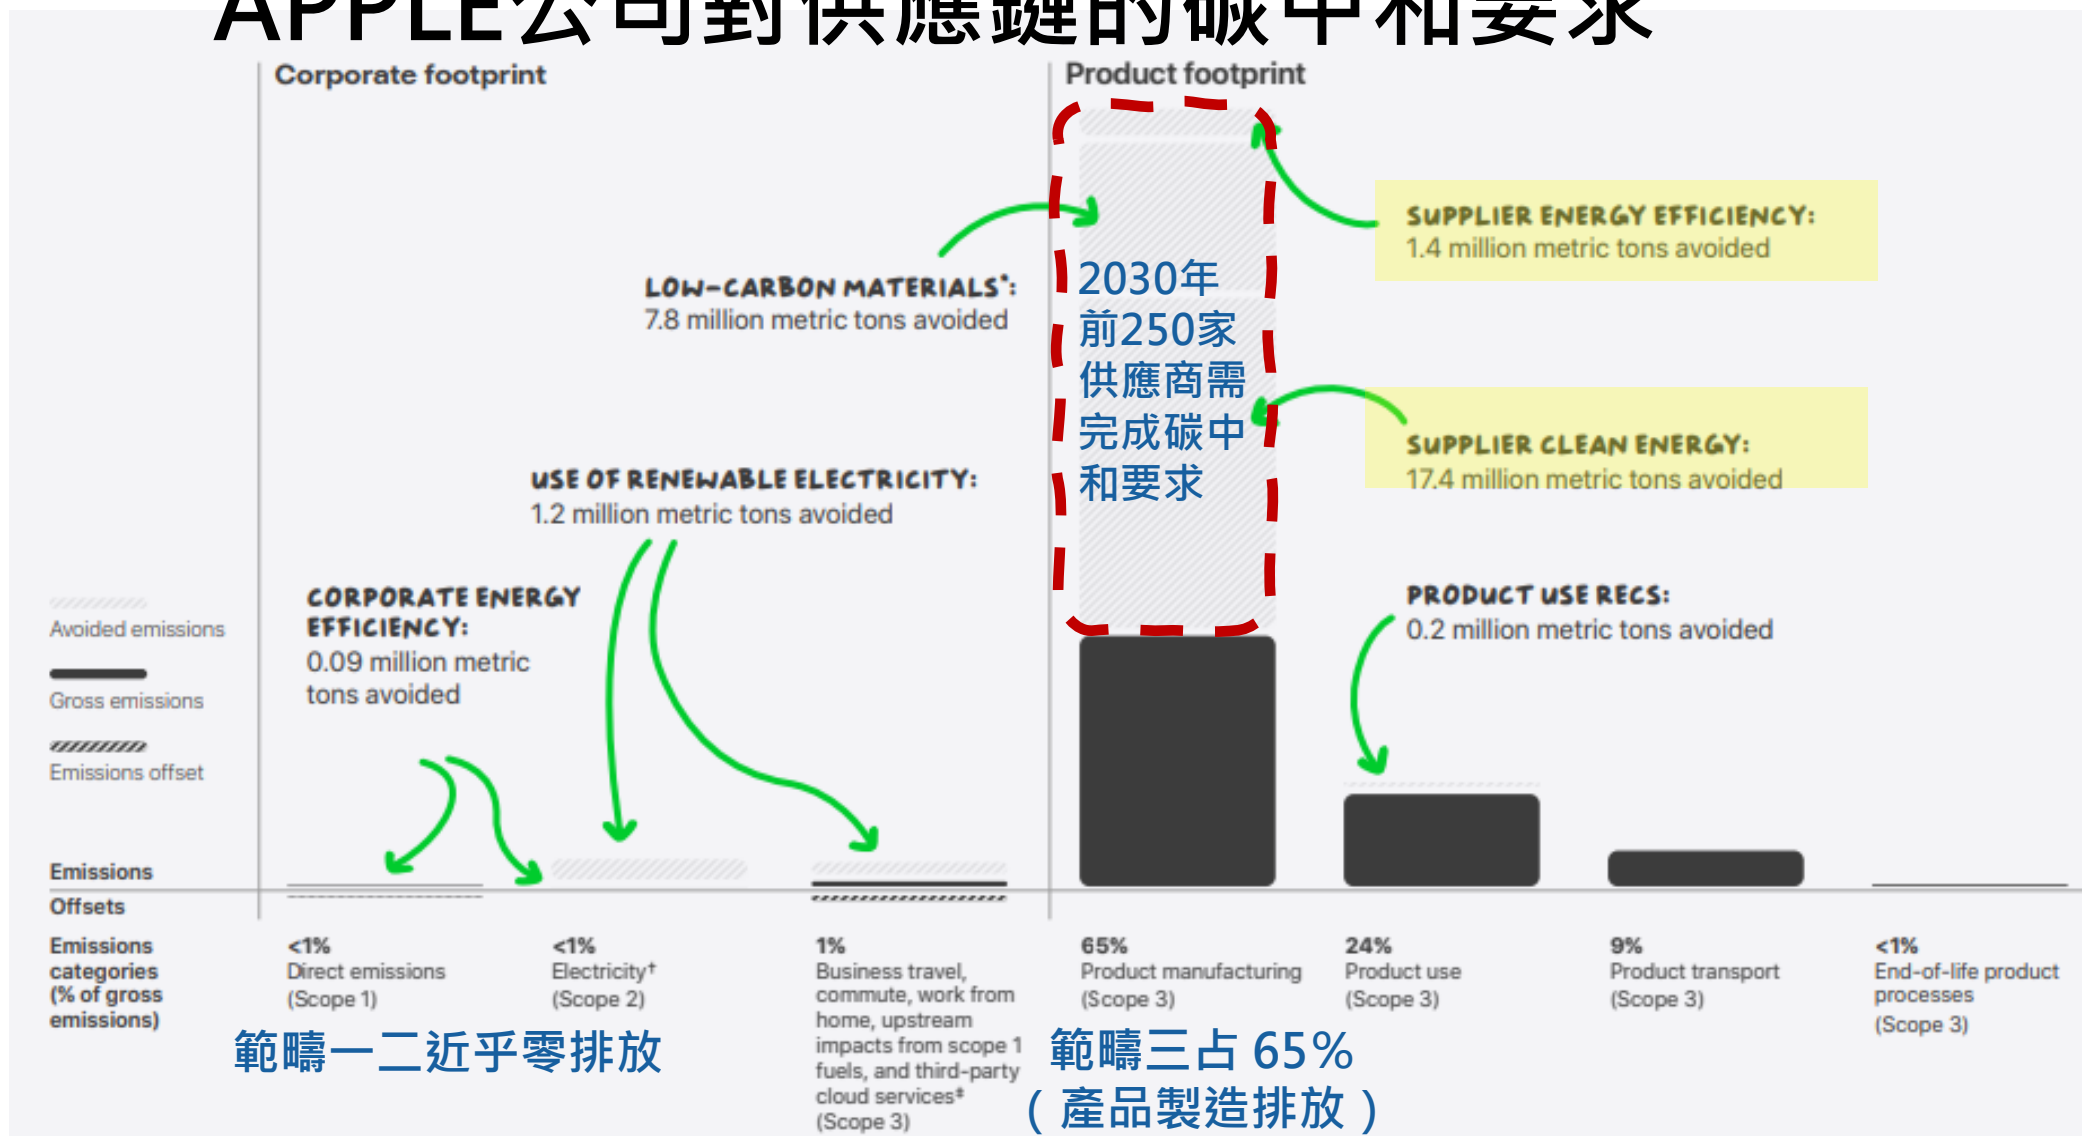 APPLE公司對供應鏈的碳中和要求
Corporate footprint
Product footprint
SUPPLIER ENERGY EFFICIENCY:
1.4 million metric tons avoided
LOW-CARBON MATERIALS*:
7.8 million metric tons avoided
2030年
前250家
供應商需
完成碳中
和要求
SUPPLIER CLEAN ENERGY:
17.4 million metric tons avoided
USE OF RENEWABLE ELECTRICITY:
1.2 million metric tons avoided
CORPORATE ENERGY
EFFICIENCY:
0.09 million metric
tons avoided
PRODUCT USE RECS:
0.2 million metric tons avoided
Avoided emissions
Gross emissions
Emissions offset
Emissions
Offsets
Emissions
categories
(% of gross
emissions)
<1%
Direct emissions
(Scope 1)
<1%
Electricity†
(Scope 2)
1%
Business travel,
commute, work from
home, upstream
impacts from scope 1
fuels, and third-party
cloud services‡
(Scope 3)
65%
Product manufacturing
(Scope 3)
24%
Product use
(Scope 3)
9%
Product transport
(Scope 3)
<1%
End-of-life product
processes
(Scope 3)
範疇一二近乎零排放
範疇三占 65%
（產品製造排放）